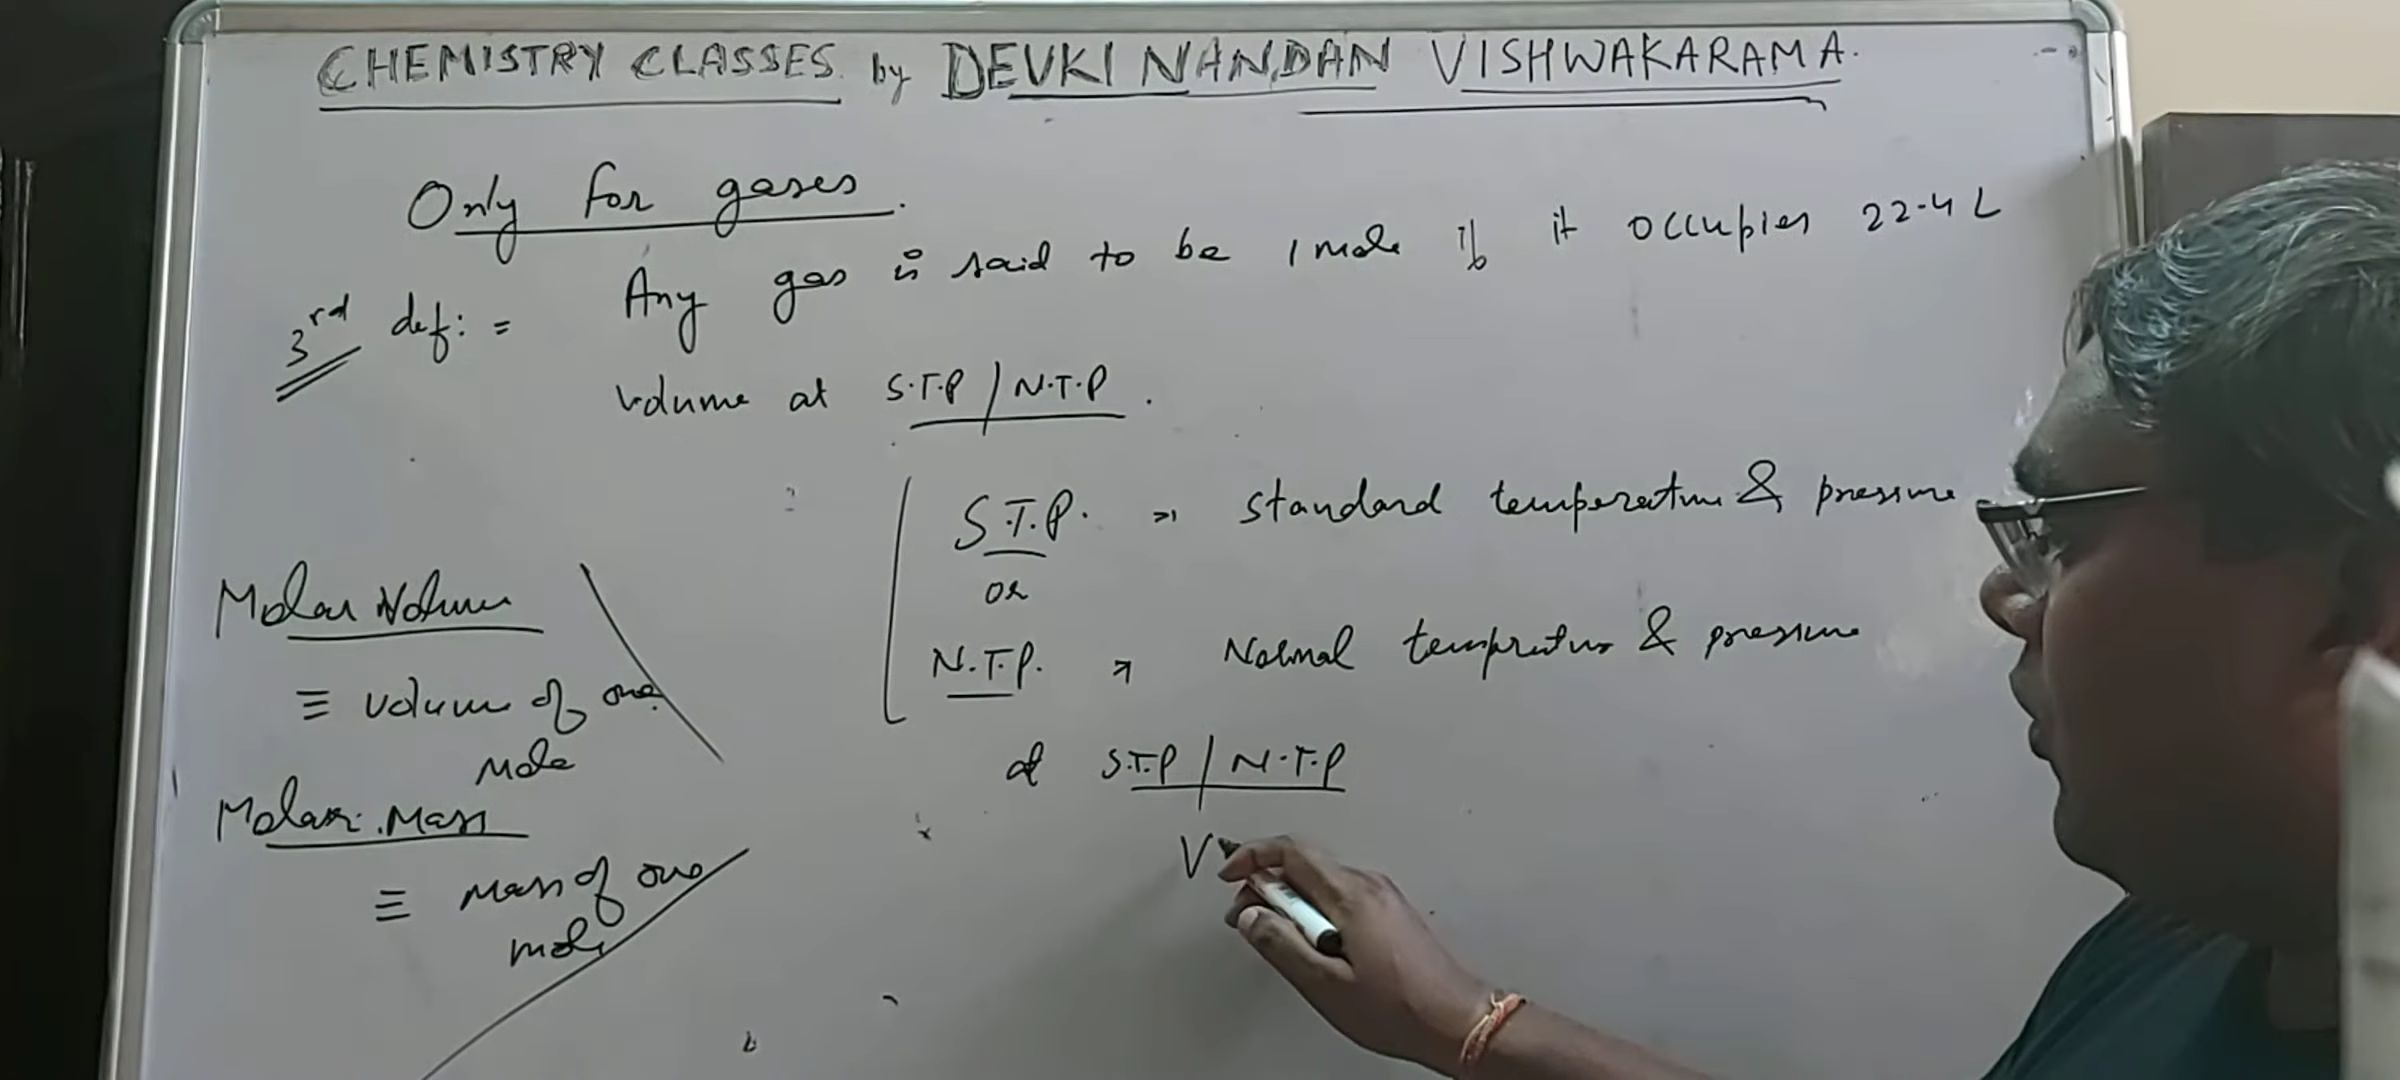 CHEMISTRY CLASSES by DEVKI NANDAN VISHWAKARAMA.
Only for gases.
3rd def: = Any gas is said to be 1 mole if it occupies 22.4 L
volume at S.T.P / N.T.P.
S.T.P. → Standard temperature & pressure
or
N.T.P. → Normal temprature & pressure
at S.T.P / N.T.P
V
Molar Volume
≡ volume of one
mole
Molar Mass
≡ Mass of one
mole